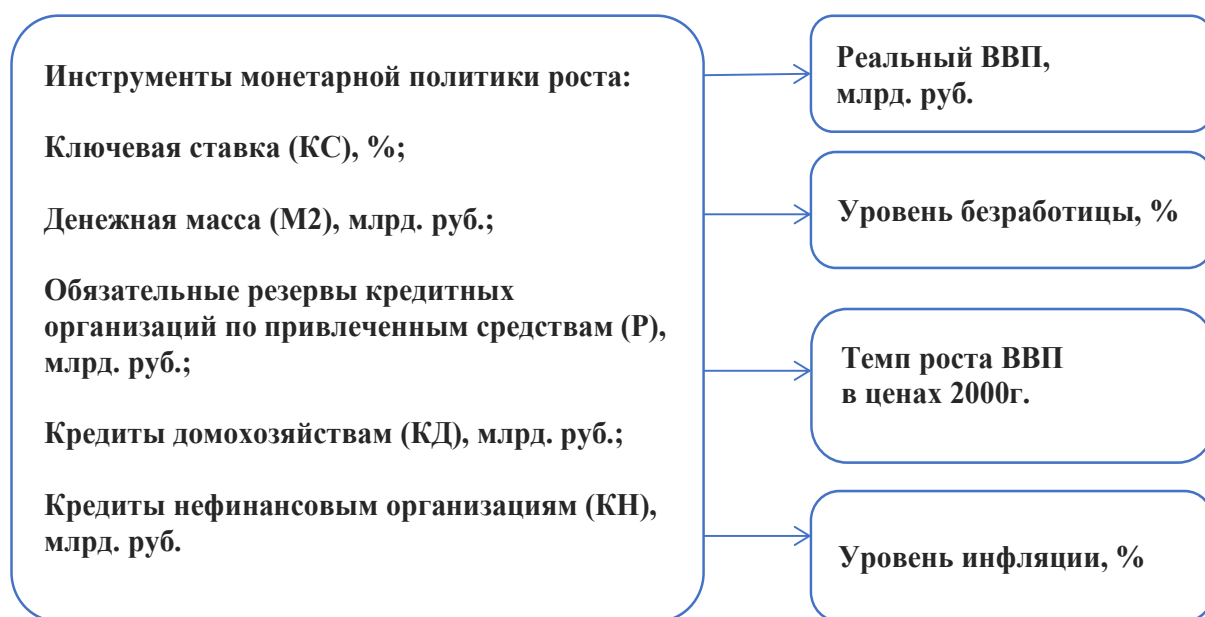 Инструменты монетарной политики роста:
Ключевая ставка (КС), %;
Денежная масса (М2), млрд. руб.;
Обязательные резервы кредитных
организаций по привлеченным средствам (Р),
млрд. руб.;
Кредиты домохозяйствам (КД), млрд. руб.;
Кредиты нефинансовым организациям (КН),
млрд. руб.
Реальный ВВП,
млрд. руб.
Уровень безработицы, %
Темп роста ВВП
в ценах 2000г.
Уровень инфляции, %